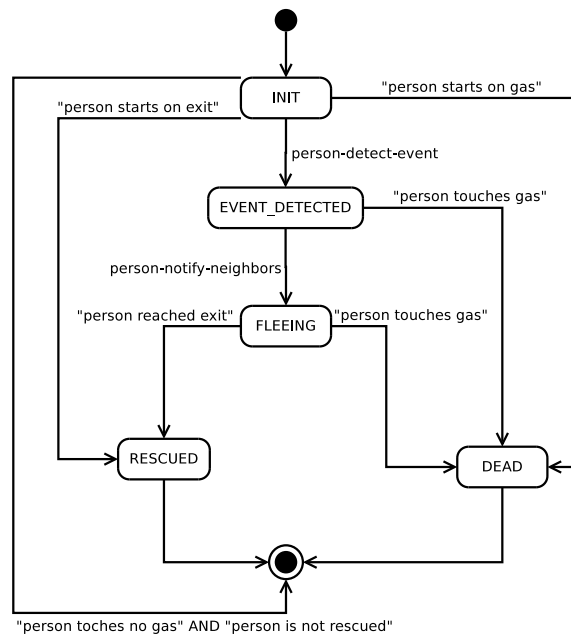 INIT
"person starts on gas"
"person starts on exit"
person-detect-event
EVENT_DETECTED
"person touches gas"
person-notify-neighbors
"person reached exit"
FLEEING
"person touches gas"
RESCUED
DEAD
"person toches no gas" AND "person is not rescued"